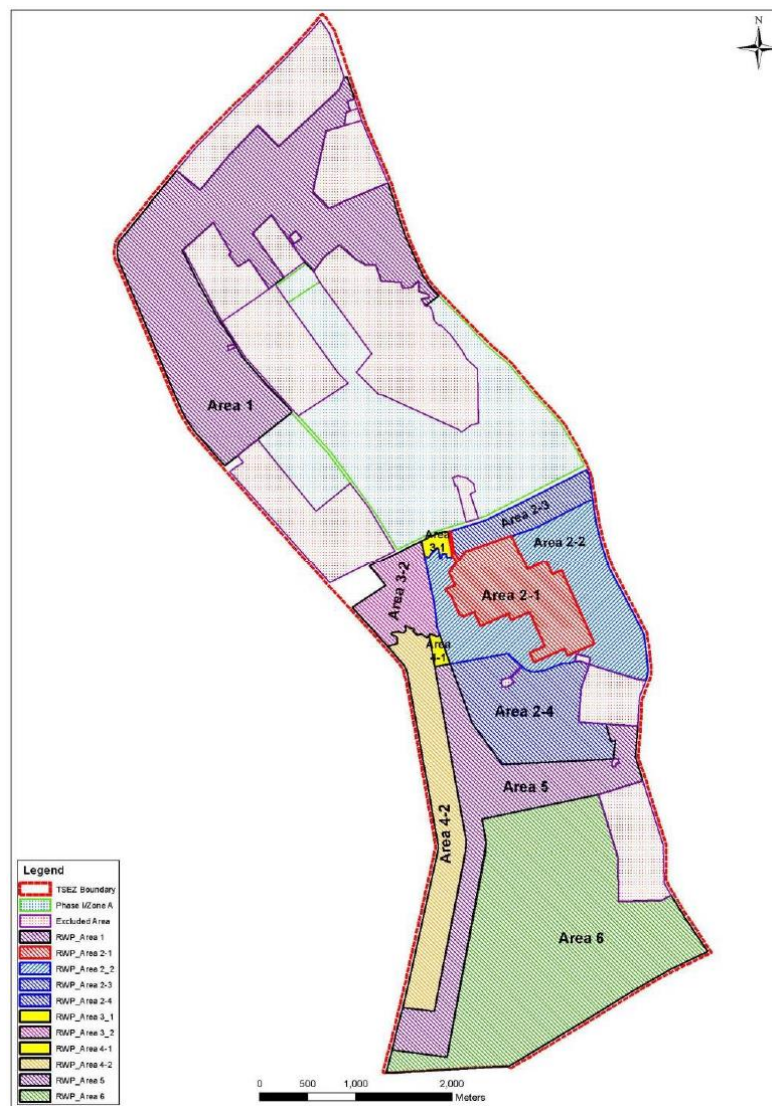 N
Area 1
Area 2-3
Area
3-1
Area 2-2
Area 3-2
Area 2-1
Area
4-1
Area 2-4
Area 5
Area 4-2
Area 6
Legend
TSEZ Boundary
Phase I/Zone A
Excluded Area
RWP_Area 1
RWP_Area 2-1
RWP_Area 2_2
RWP_Area 2-3
RWP_Area 2-4
RWP_Area 3_1
RWP_Area 3_2
RWP_Area 4-1
RWP_Area 4-2
RWP_Area 5
RWP_Area 6
0 500 1,000 2,000
Meters